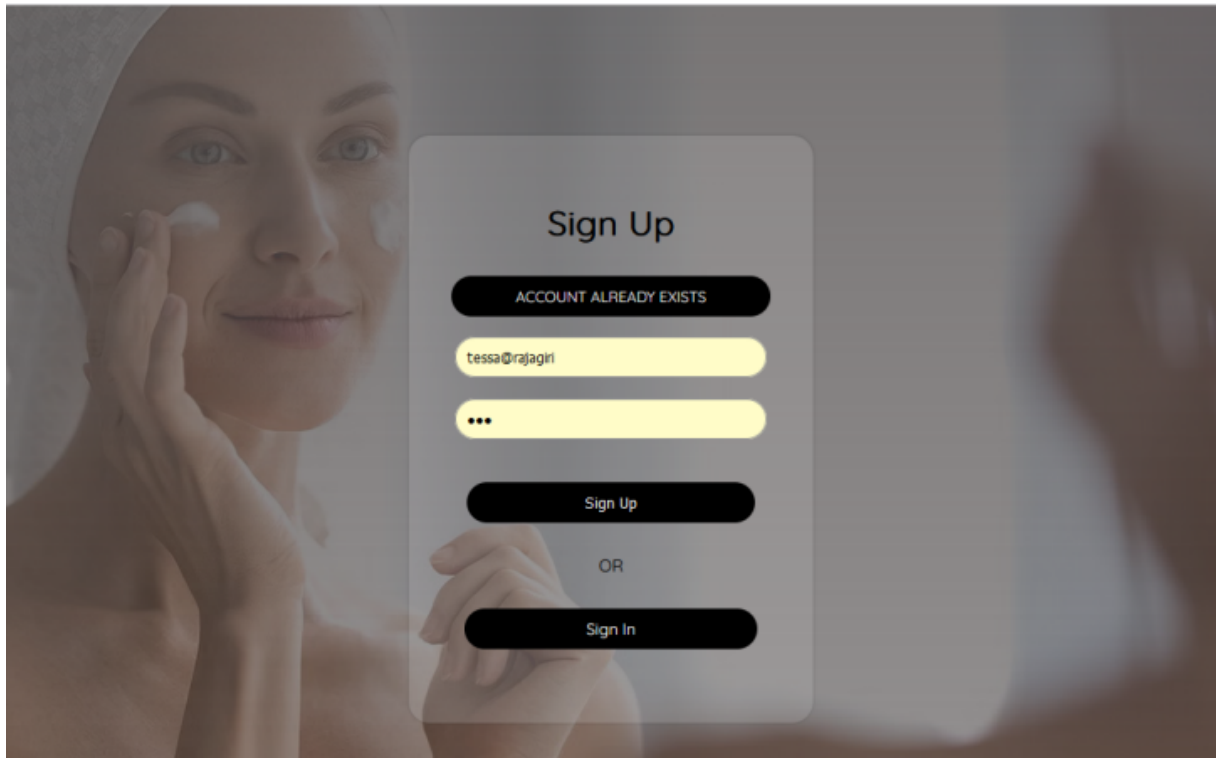 Sign Up
ACCOUNT ALREADY EXISTS
tessa@rajagiri
•••
Sign Up
OR
Sign In